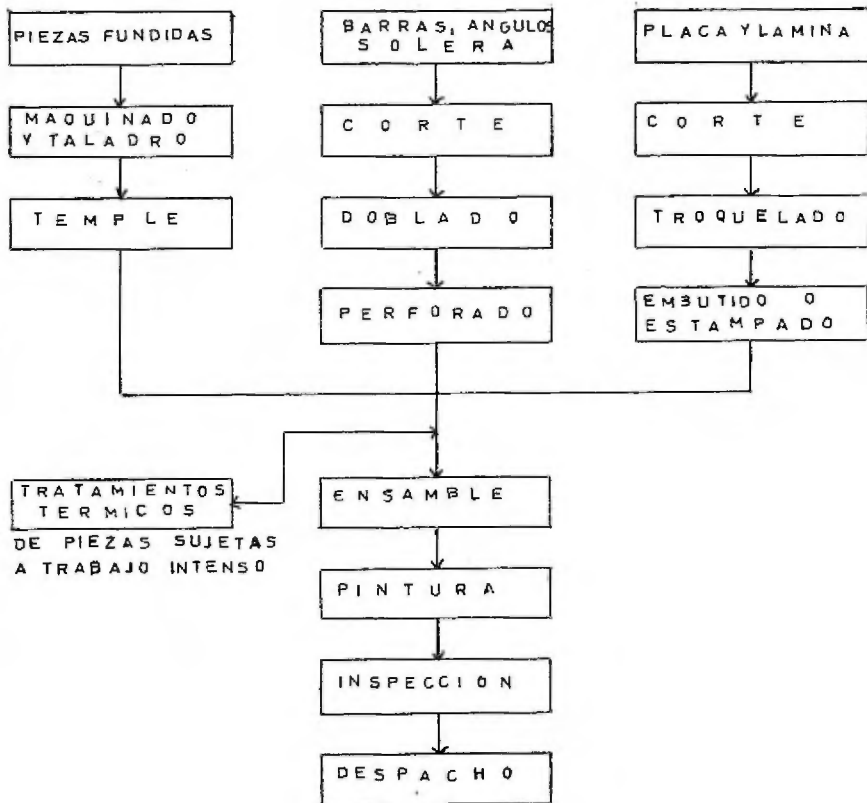 PIEZAS FUNDIDAS
MAQUINADO
Y TALADRO
TEMPLE
BARRAS, ANGULOS
SOLERA
CORTE
DOBLADO
PERFORADO
PLACA Y LAMINA
CORTE
TROQUELADO
EMBUTIDO O
ESTAMPADO
TRATAMIENTOS
TERMICOS
DE PIEZAS SUJETAS
A TRABAJO INTENSO
ENSAMBLE
PINTURA
INSPECCION
DESPACHO